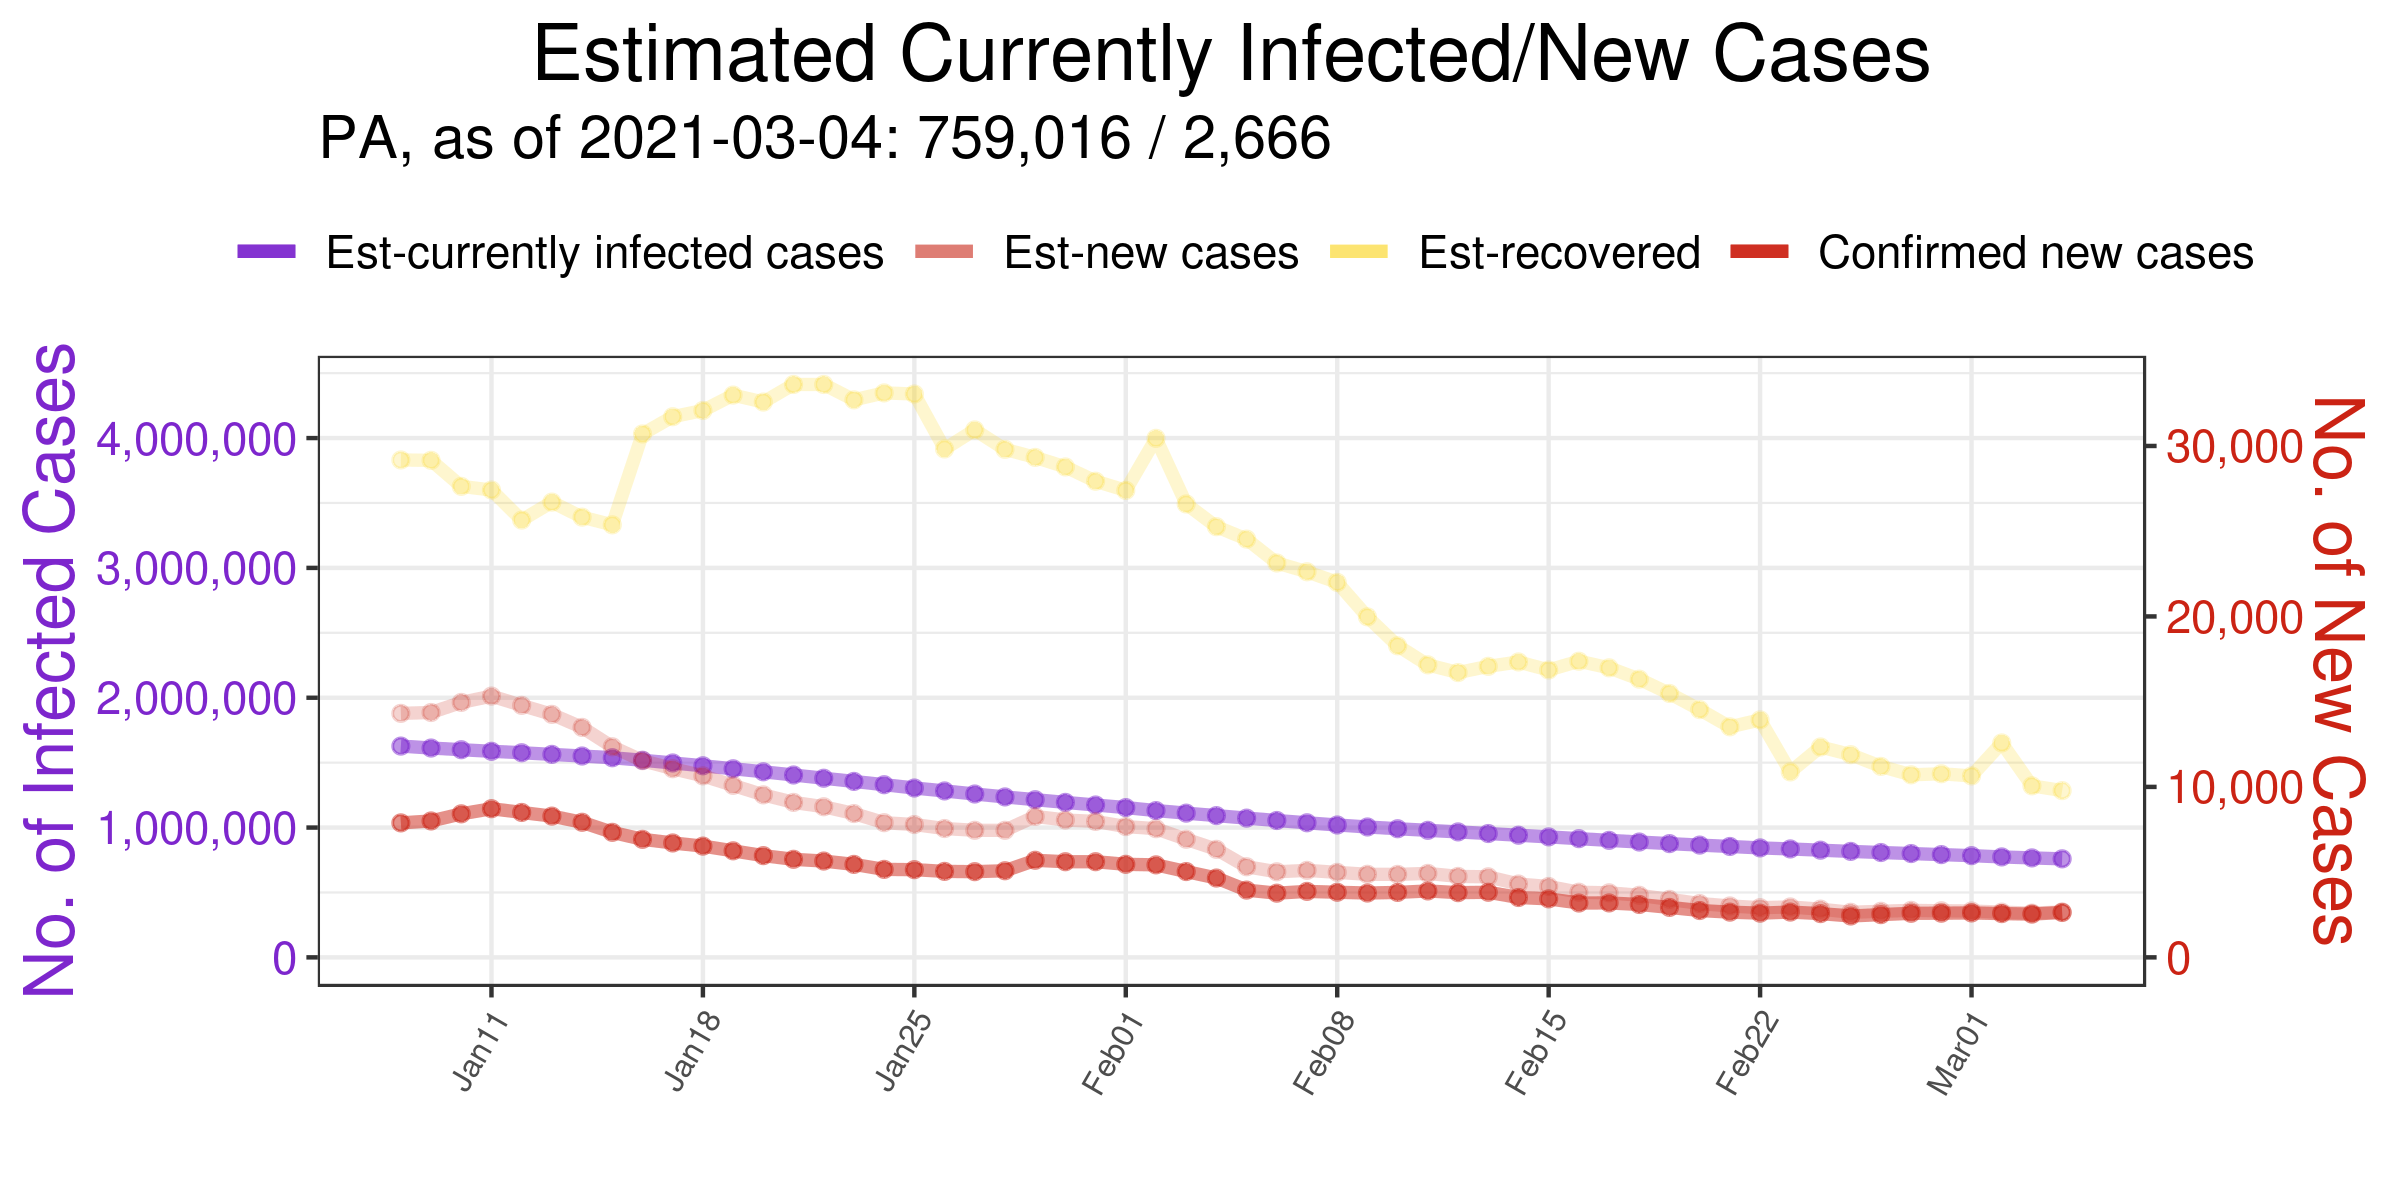 Estimated Currently Infected/New Cases
PA, as of 2021-03-04: 759,016 / 2,666
Est-currently infected cases
Est-new cases
Est-recovered
Confirmed new cases
No. of Infected Cases
4,000,000
3,000,000
2,000,000
1,000,000
0
30,000
20,000
10,000
0
No. of New Cases
Jan11
Jan18
Jan25
Feb01
Feb08
Feb15
Feb22
Mar01